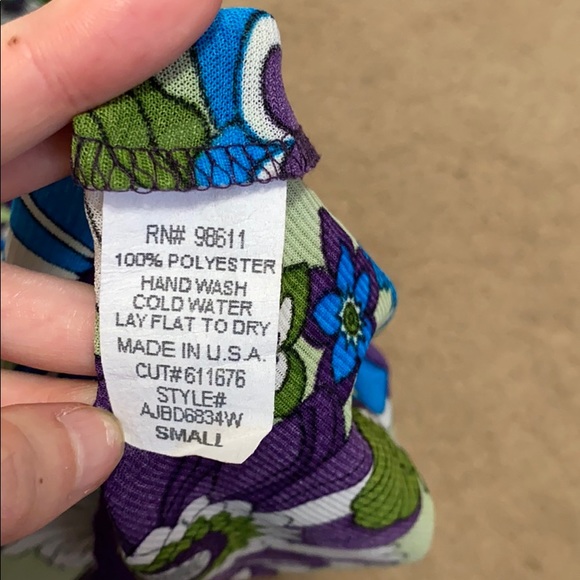 RN# 98611
100% POLYESTER
HAND WASH
COLD WATER
LAY FLAT TO DRY
MADE IN U.S.A.
CUT#611676
STYLE#
AJBD6834W
SMALL